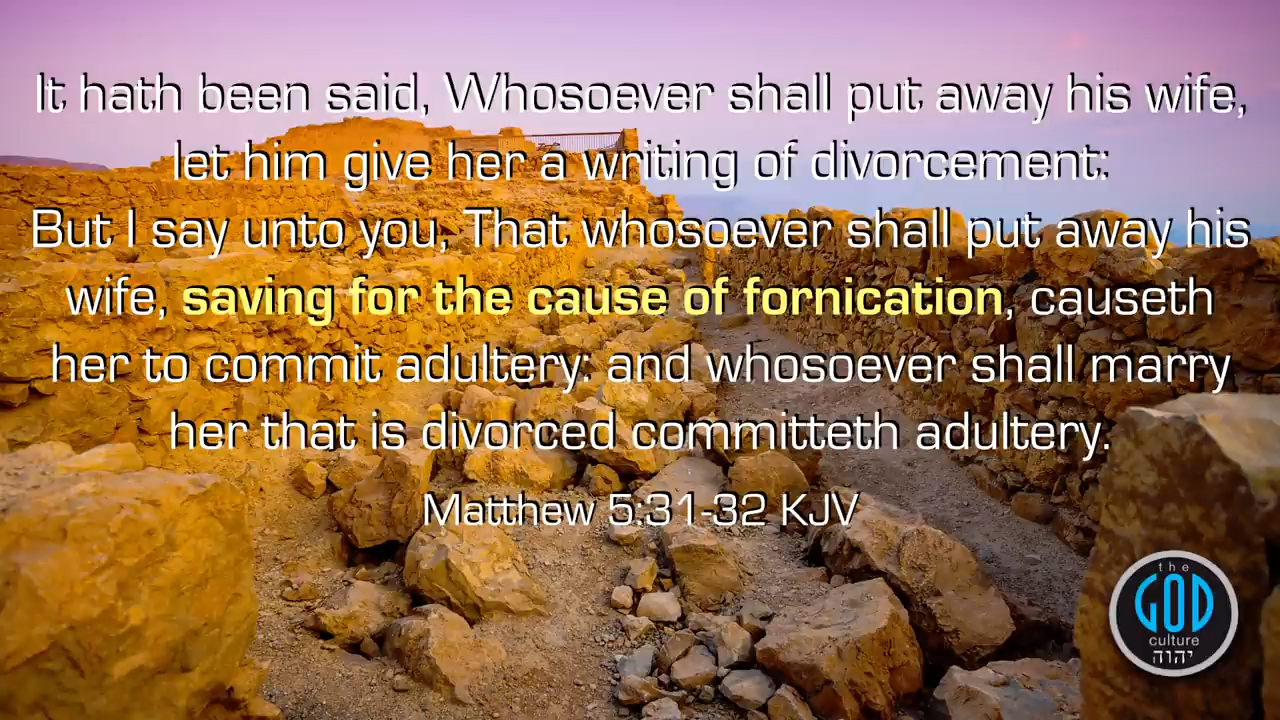 It hath been said, Whosoever shall put away his wife,
let him give her a writing of divorcement:
But I say unto you, That whosoever shall put away his
wife, saving for the cause of fornication, causeth
her to commit adultery: and whosoever shall marry
her that is divorced committeth adultery.
Matthew 5:31-32 KJV
the
GOD
culture
יהוה